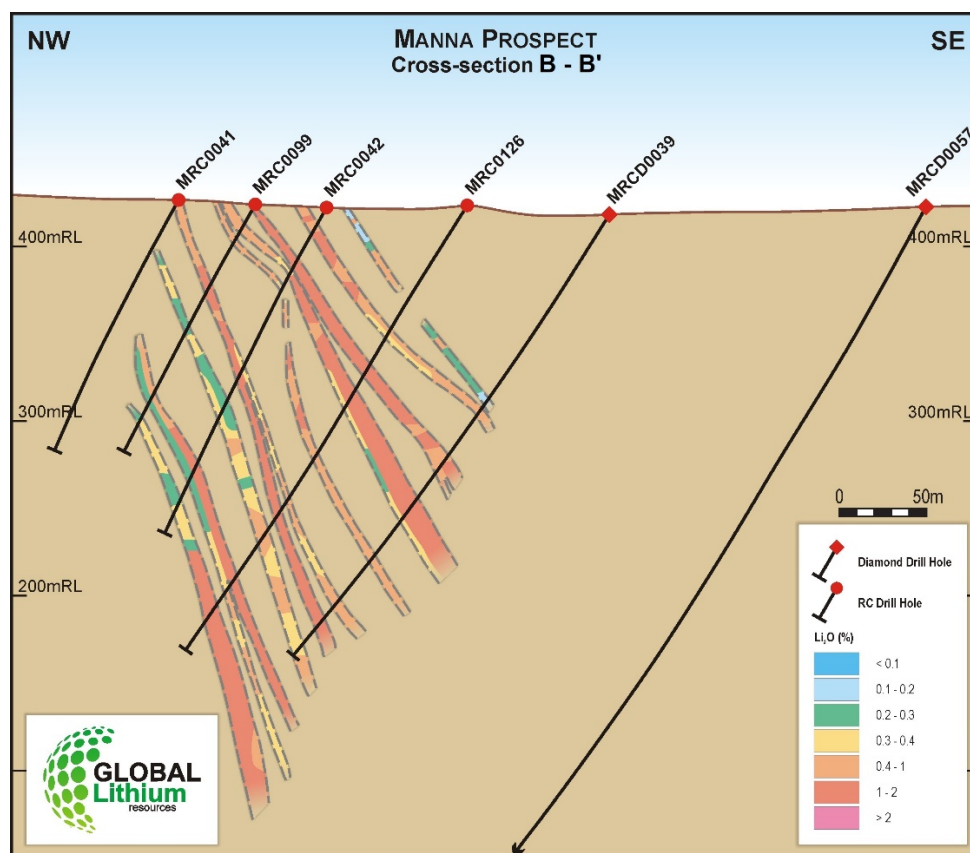 NW
MANNA PROSPECT
SE
Cross-section B - B'
MRC0041
MRC0099
MRC0042
MRC0126
MRCD0039
MRCD0057
400mRL
400mRL
300mRL
300mRL
200mRL
0 50m
Diamond Drill Hole
RC Drill Hole
Li₂O (%)
< 0.1
0.1 - 0.2
0.2 - 0.3
0.3 - 0.4
0.4 - 1
1 - 2
> 2
GLOBAL
Lithium
resources